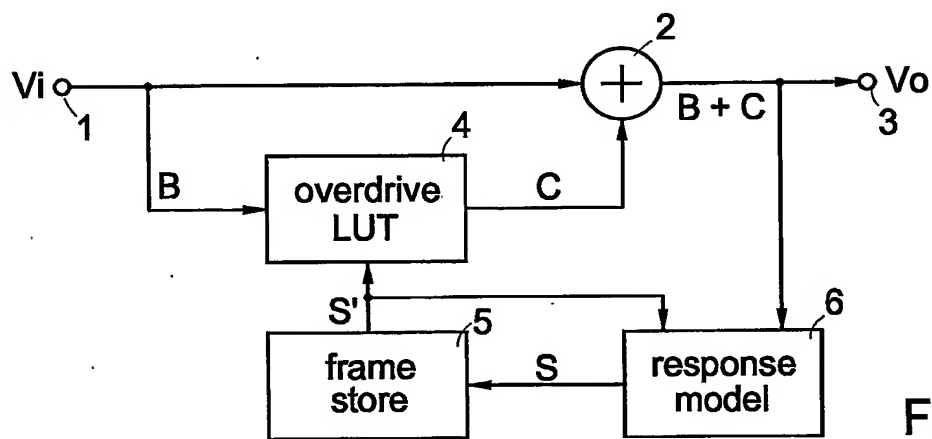 2
Vi
1
+
B + C
Vo
3
B
4
overdrive
LUT
C
S'
5
frame
store
S
6
response
model
F